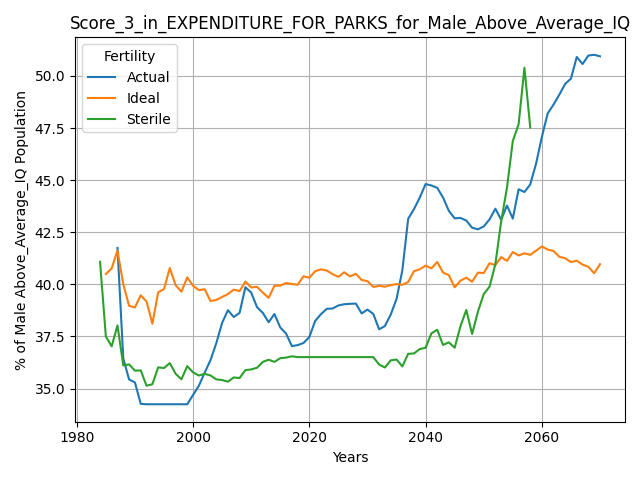 Score_3_in_EXPENDITURE_FOR_PARKS_for_Male_Above_Average_IQ
% of Male Above_Average_IQ Population
Fertility
Actual
Ideal
Sterile
50.0
47.5
45.0
42.5
40.0
37.5
35.0
1980
2000
2020
2040
2060
Years